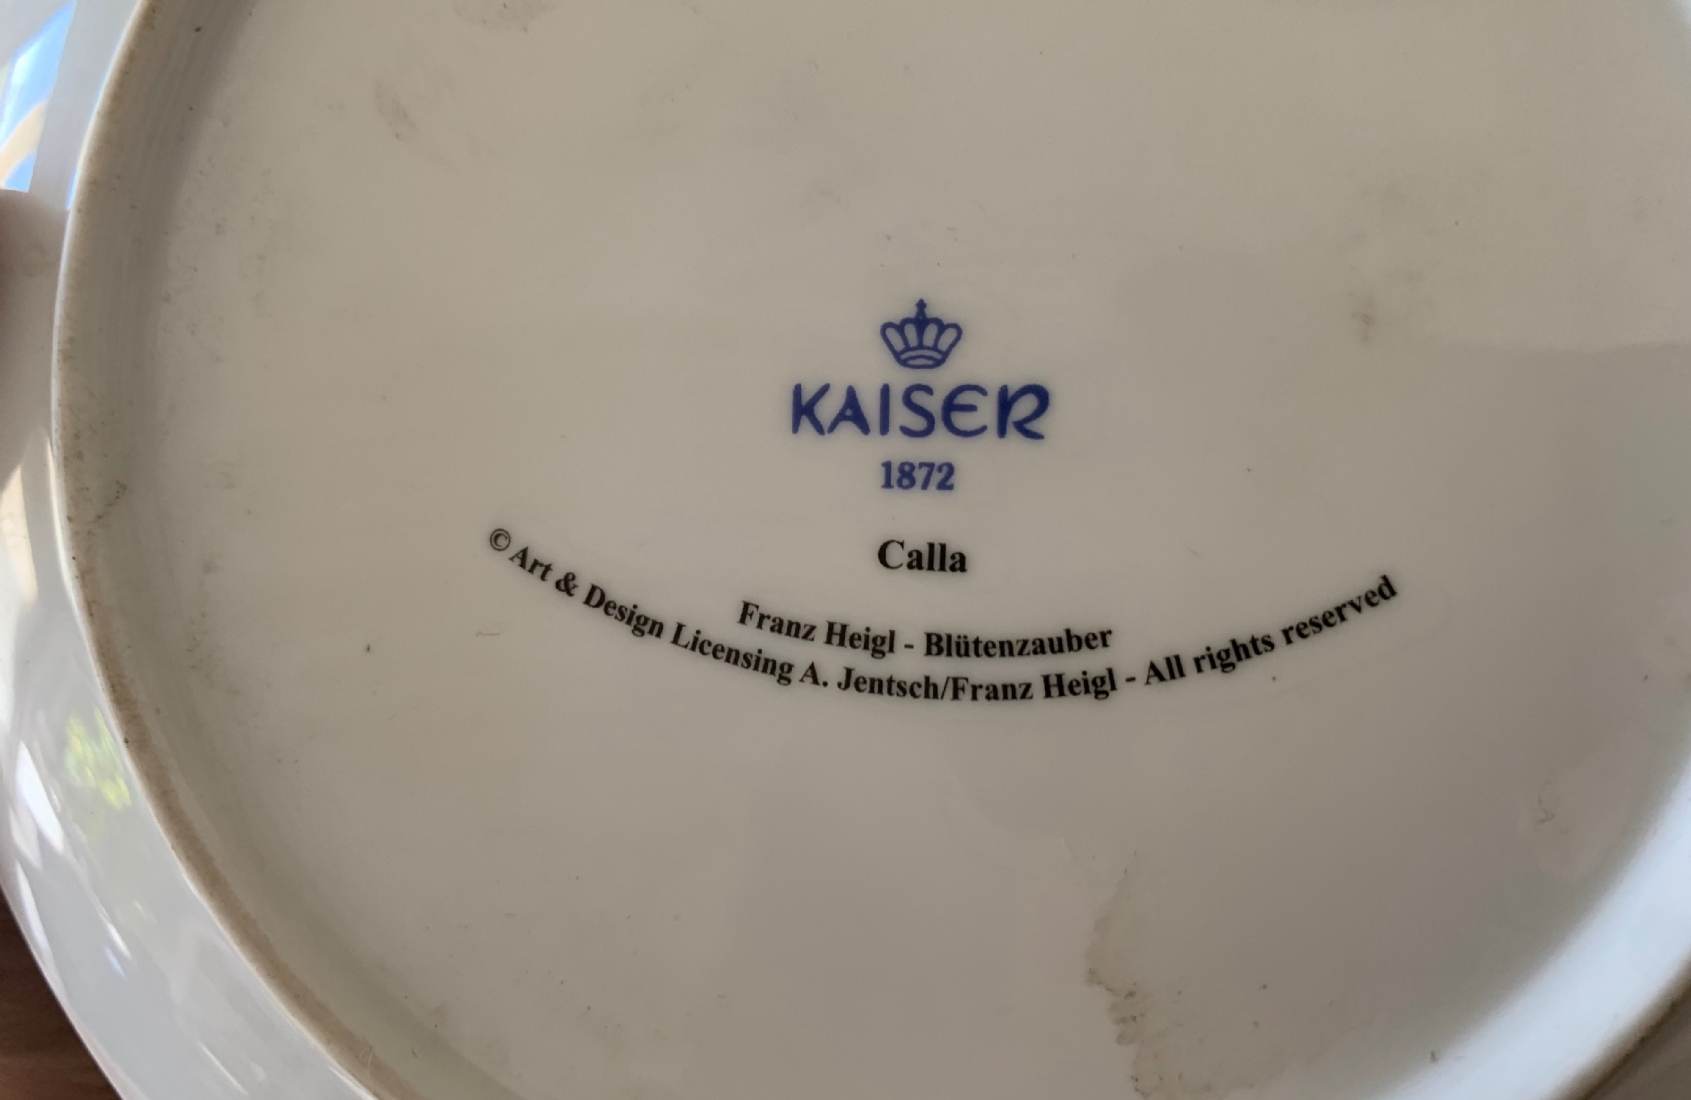 KAISER
1872
Calla
Franz Heigl - Blütenzauber
© Art & Design Licensing A. Jentsch/Franz Heigl - All rights reserved